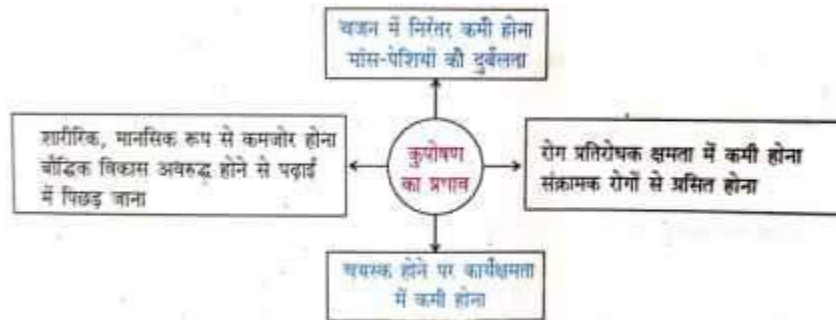 वजन में निरंतर कमी होना
मांस-पेशियों की दुर्बलता
शारीरिक, मानसिक रूप से कमजोर होना
बौद्धिक विकास अवरुद्ध होने से पढ़ाई
में पिछड़ जाना
कुपोषण
का प्रभाव
रोग प्रतिरोधक क्षमता में कमी होना
संक्रामक रोगों से ग्रसित होना
वयस्क होने पर कार्यक्षमता
में कमी होना